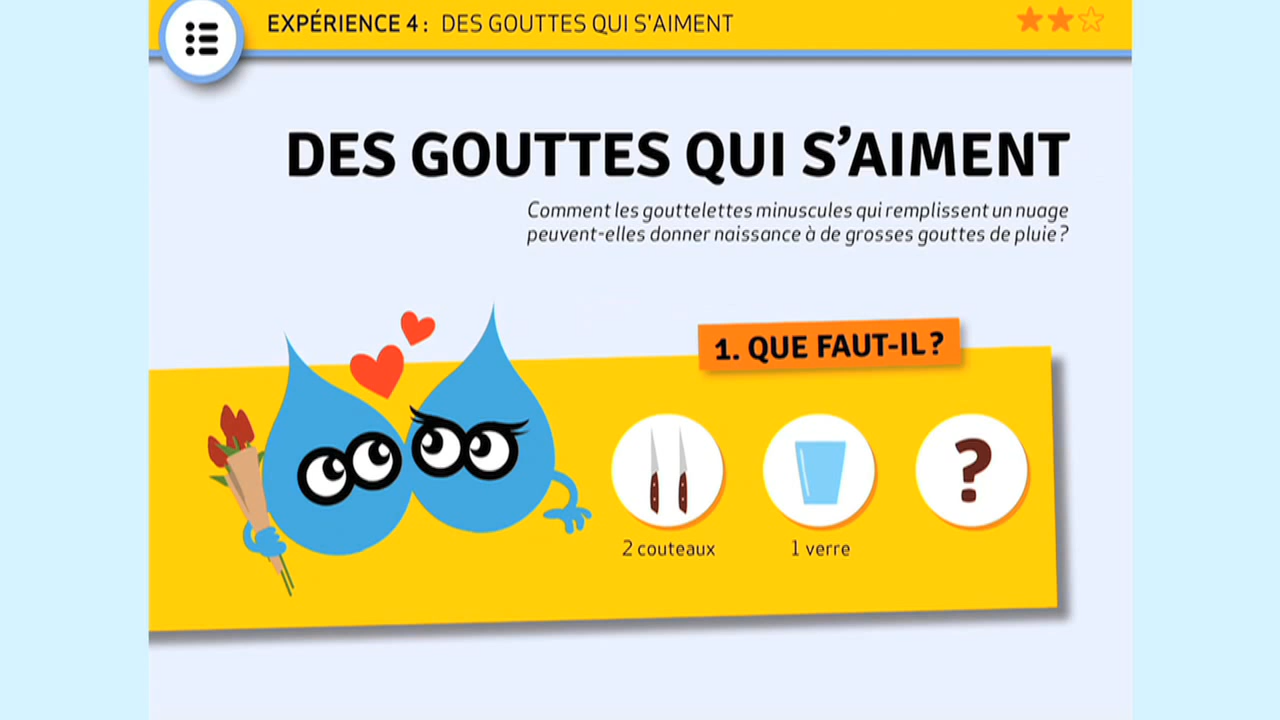 EXPÉRIENCE 4 : DES GOUTTES QUI S'AIMENT
DES GOUTTES QUI S’AIMENT
Comment les gouttelettes minuscules qui remplissent un nuage
peuvent-elles donner naissance à de grosses gouttes de pluie ?
1. QUE FAUT-IL ?
?
2 couteaux
1 verre